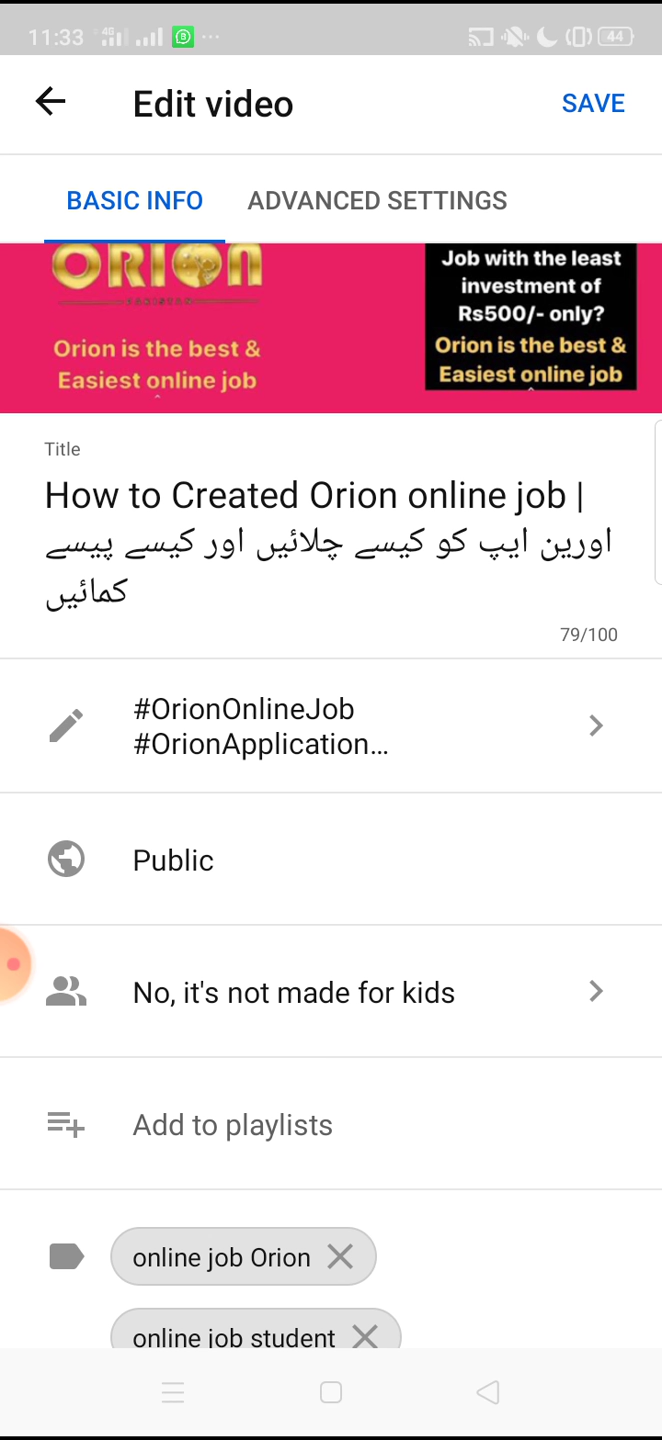 11:33 4G 44
Edit video
SAVE
BASIC INFO
ADVANCED SETTINGS
ORION
Orion is the best &
Easiest online job
Job with the least
investment of
Rs500/- only?
Orion is the best &
Easiest online job
Title
How to Created Orion online job |
اورین ایپ کو کیسے چلائیں اور کیسے پیسے
کمائیں
79/100
#OrionOnlineJob
#OrionApplication...
Public
No, it's not made for kids
Add to playlists
online job Orion
online job student